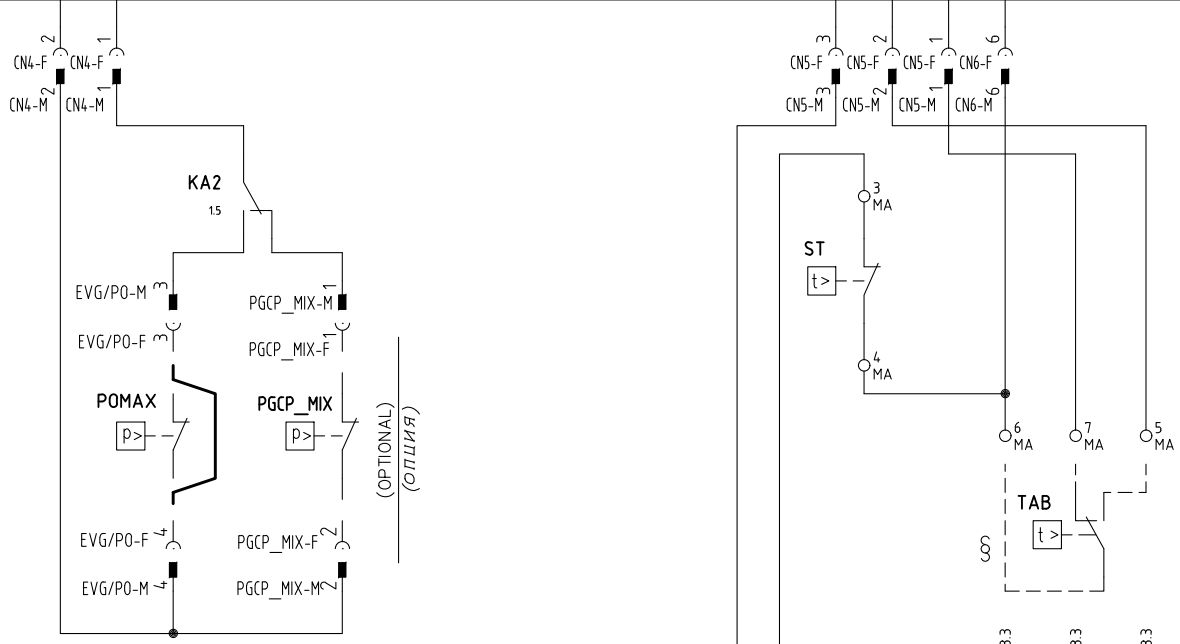 2 1 3 2 1 6
CN4-F CN4-F CN5-F CN5-F CN5-F CN6-F
CN4-M 2 CN4-M 1 CN5-M 3 CN5-M 2 CN5-M 1 CN6-M 6
KA2
1.5
3
MA
ST
t>
EVG/PO-M 3
PGCP_MIX-M 1
EVG/PO-F 3
PGCP_MIX-F 1
4
MA
POMAX
p>
PGCP_MIX
p>
(OPTIONAL)
(ОПЦИЯ)
6
MA
7
MA
5
MA
TAB
t>
§
EVG/PO-F 4
PGCP_MIX-F 2
EVG/PO-M 4
PGCP_MIX-M 2